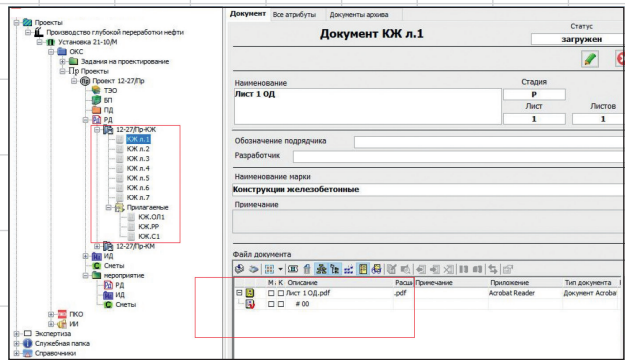 Проекты
Производство глубокой переработки нефти
Установка 21-10/М
ОКС
Задания на проектирование
Пр Проекты
Проект 12-27/Пр
ТЭО
БП
ПД
РД
12-27/Пр-КЖ
КЖ л.1
КЖ л.2
КЖ л.3
КЖ л.4
КЖ л.5
КЖ л.6
КЖ л.7
Прилагаемые
КЖ.ОЛ1
КЖ.РР
КЖ.С1
12-27/Пр-КМ
ИД
Сметы
мероприятие
РД
ИД
Сметы
ПКО
ИИ
Экспертиза
Служебная папка
Справочники
Документ Все атрибуты Документы архива
Статус
Документ КЖ л.1
загружен
Наименование Стадия
Лист 1 ОД Р
Лист Листов
1 1
Обозначение подрядчика
Разработчик
Наименование марки
Конструкции железобетонные
Примечание
Файл документа
М К Описание Расши Примечание Приложение Тип документа
Лист 1 ОД.pdf .pdf Acrobat Reader Документ Acrobat
# 00